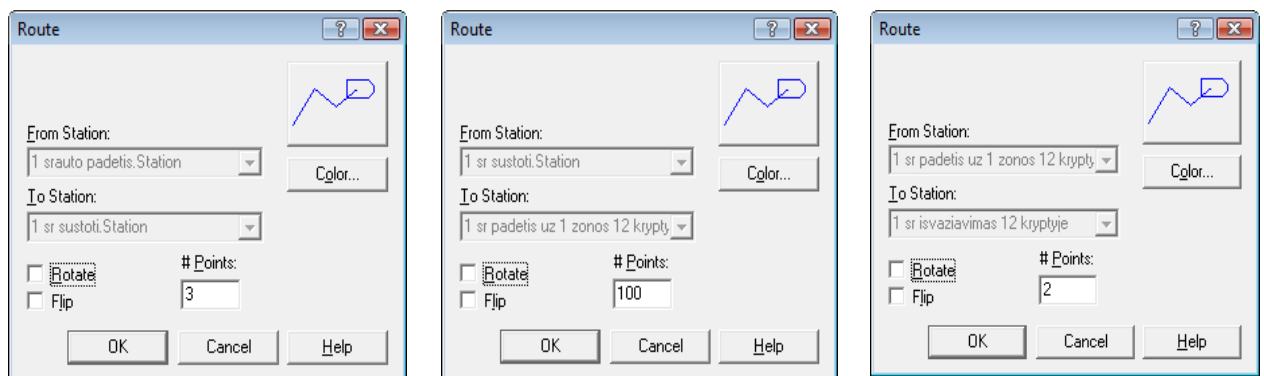 Route
From Station:
1 srauto padetis.Station
Color...
To Station:
1 sr sustoti.Station
Rotate
# Points:
Flip
3
OK Cancel Help
Route
From Station:
1 sr sustoti.Station
Color...
To Station:
1 sr padetis uz 1 zonos 12 krypty
Rotate
# Points:
Flip
100
OK Cancel Help
Route
From Station:
1 sr padetis uz 1 zonos 12 krypty
Color...
To Station:
1 sr isvaziavimas 12 kryptyje
Rotate
# Points:
Flip
2
OK Cancel Help